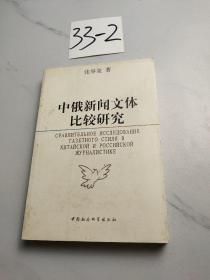 33-2
张举玺 著
中俄新闻文体
比较研究
СРАВНИТЕЛЬНОЕ ИССЛЕДОВАНИЕ
ГАЗЕТНОГО СТИЛЯ В
КИТАЙСКОЙ И РОССИЙСКОЙ
ЖУРНАЛИСТИКЕ
中国社会科学出版社